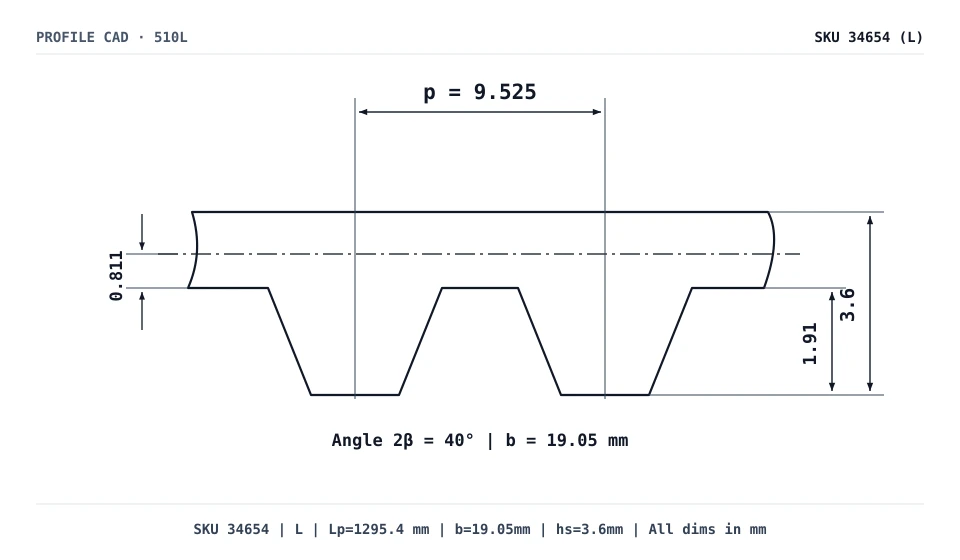 PROFILE CAD · 510L
SKU 34654 (L)
p = 9.525
0.811
3.6
1.91
Angle 2β = 40° | b = 19.05 mm
SKU 34654 | L | Lp=1295.4 mm | b=19.05mm | hs=3.6mm | All dims in mm